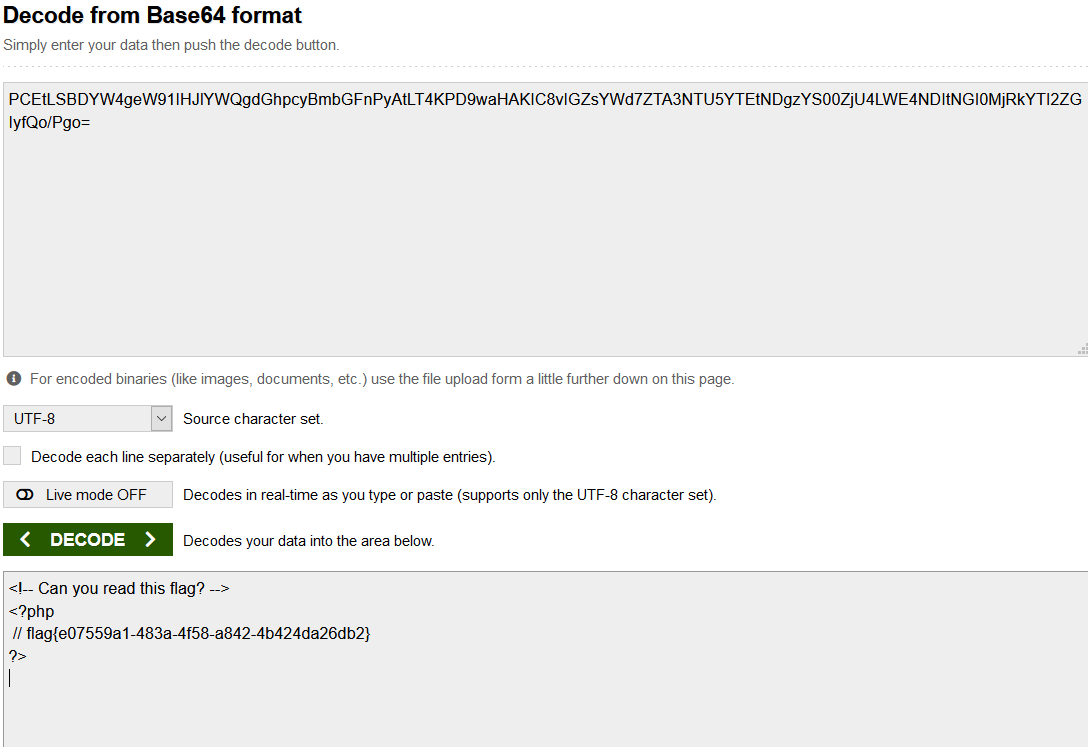 Decode from Base64 format
Simply enter your data then push the decode button.
PCEtLSBDYW4geW91IHJlYWQgdGhpcyBmbGFnPyAtLT4KPD9waHAKIC8vIGZsYWd7ZTA3NTU5YTEtNDgzYS00ZjU4LWE4NDItNGI0MjRkYTI2ZG
IyfQo/Pgo=
For encoded binaries (like images, documents, etc.) use the file upload form a little further down on this page.
UTF-8 Source character set.
Decode each line separately (useful for when you have multiple entries).
Live mode OFF Decodes in real-time as you type or paste (supports only the UTF-8 character set).
DECODE Decodes your data into the area below.
<!-- Can you read this flag? -->
<?php
// flag{e07559a1-483a-4f58-a842-4b424da26db2}
?>